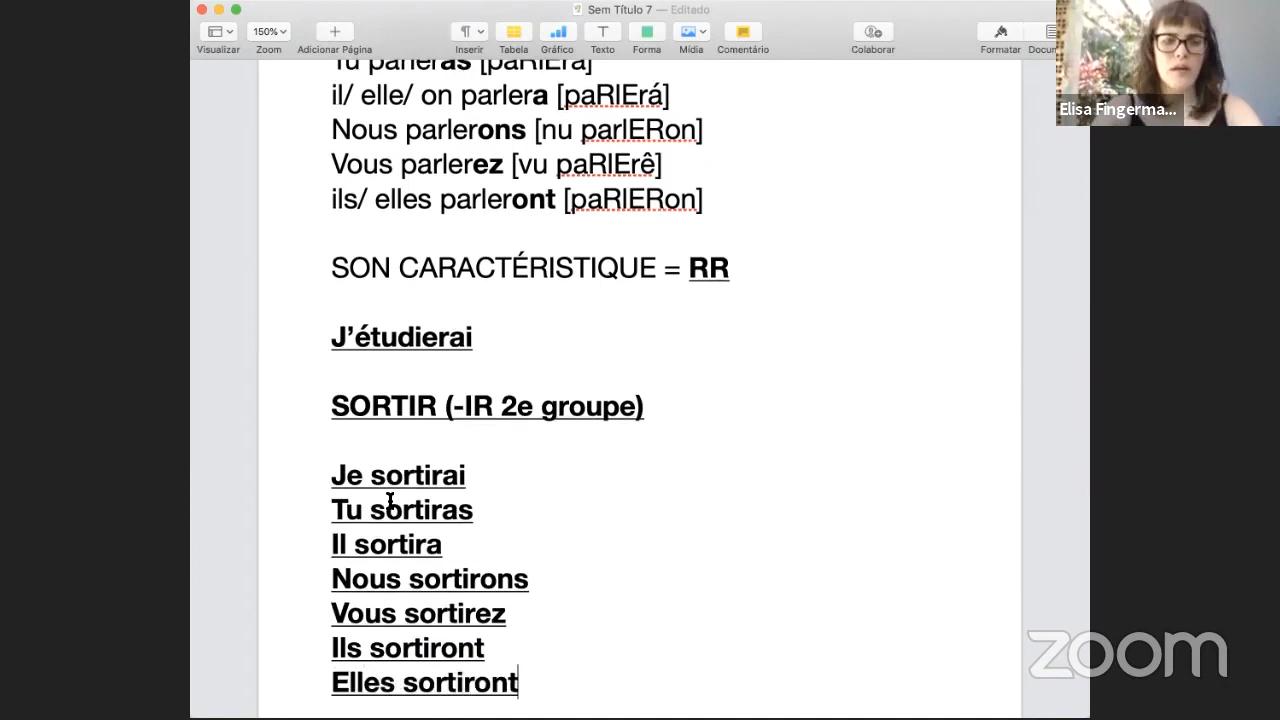 Sem Título 7 — Editado
150%
Visualizar Zoom Adicionar Página Inserir Tabela Gráfico Texto Forma Mídia Comentário Colaborar Formatar
Elisa Fingerma...
Tu parleras [paRlEra]
il/ elle/ on parlera [paRlErá]
Nous parlerons [nu parlERon]
Vous parlerez [vu paRlErê]
ils/ elles parleront [paRlERon]
SON CARACTÉRISTIQUE = RR
J’étudierai
SORTIR (-IR 2e groupe)
Je sortirai
Tu sortiras
Il sortira
Nous sortirons
Vous sortirez
Ils sortiront
Elles sortiront
zoom